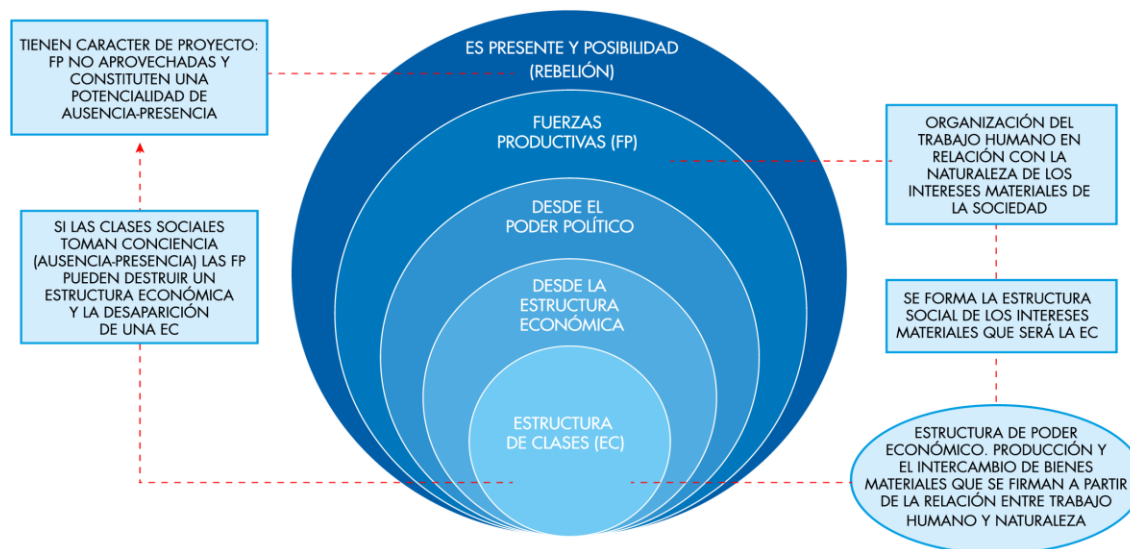 TIENEN CARACTER DE PROYECTO:
FP NO APROVECHADAS Y
CONSTITUTEN UNA
POTENCIALIDAD DE
AUSENCIA-PRESENCIA
SI LAS CLASES SOCIALES
TOMAN CONCIENCIA
(AUSENCIA-PRESENCIA) LAS FP
PUEDEN DESTRUIR UN
ESTRUCTURA ECONÓMICA
Y LA DESAPARICIÓN
DE UNA EC
ES PRESENTE Y POSIBILIDAD
(REBELIÓN)
FUERZAS
PRODUCTIVAS (FP)
DESDE EL
PODER POLÍTICO
DESDE LA
ESTRUCTURA
ECONÓMICA
ESTRUCTURA
DE CLASES (EC)
ORGANIZACIÓN DEL
TRABAJO HUMANO EN
RELACIÓN CON LA
NATURALEZA DE LOS
INTERESES MATERIALES DE
LA SOCIEDAD
SE FORMA LA ESTRUCTURA
SOCIAL DE LOS INTERESES
MATERIALES QUE SERÁ LA EC
ESTRUCTURA DE PODER
ECONÓMICO. PRODUCCIÓN Y
EL INTERCAMBIO DE BIENES
MATERIALES QUE SE FIRMAN A PARTIR
DE LA RELACIÓN ENTRE TRABAJO
HUMANO Y NATURALEZA